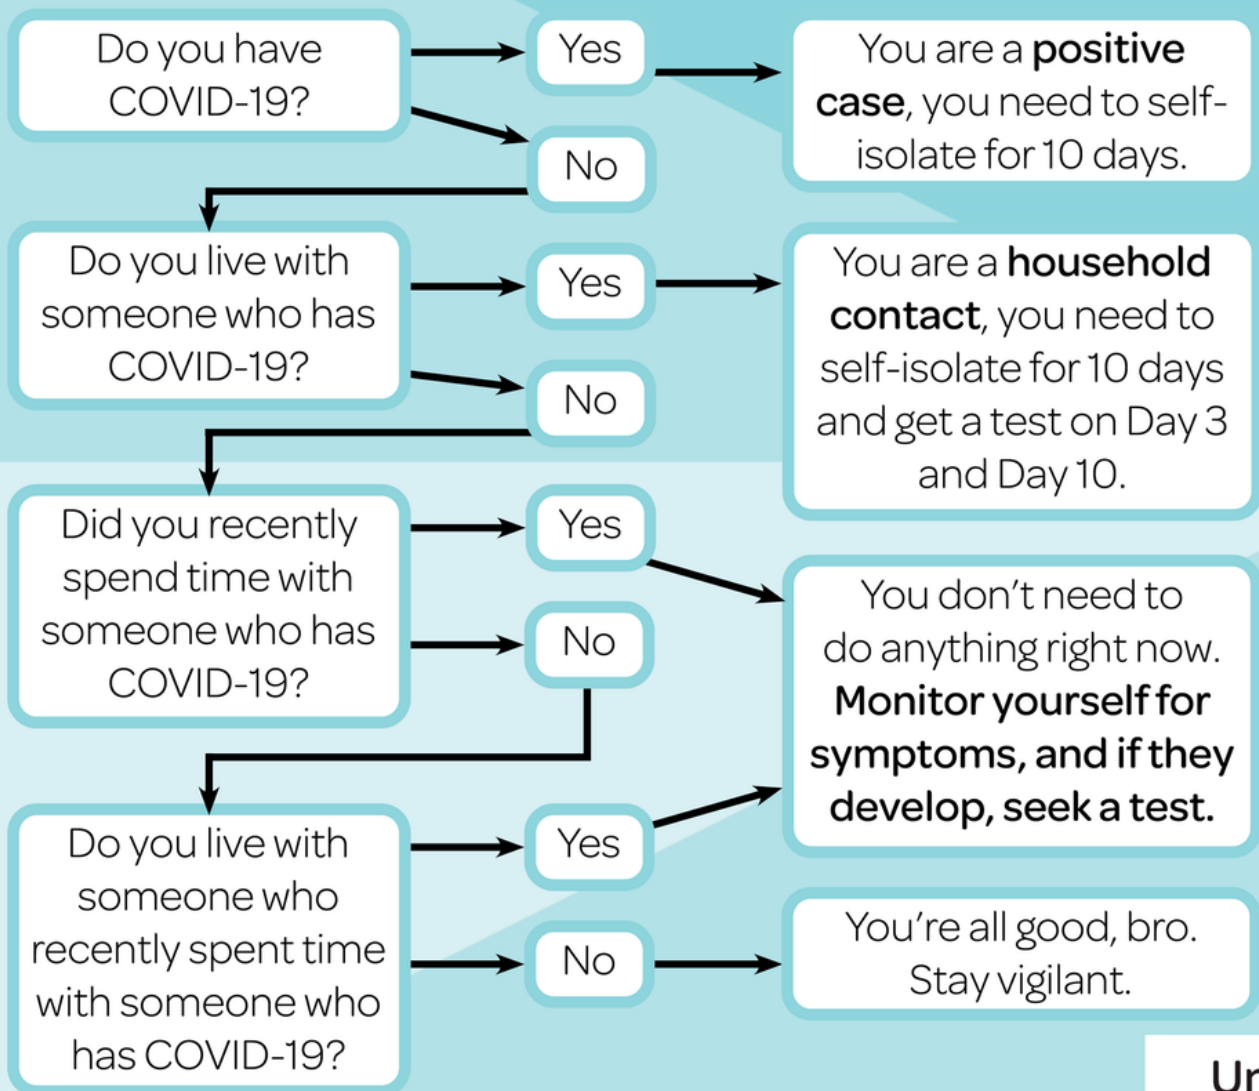 Do you have
COVID-19?
Yes
You are a positive
case, you need to self-
isolate for 10 days.
No
Do you live with
someone who has
COVID-19?
Yes
You are a household
contact, you need to
self-isolate for 10 days
and get a test on Day 3
and Day 10.
No
Did you recently
spend time with
someone who has
COVID-19?
Yes
No
You don't need to
do anything right now.
Monitor yourself for
symptoms, and if they
develop, seek a test.
Do you live with
someone who
recently spent time
with someone who
has COVID-19?
Yes
No
You're all good, bro.
Stay vigilant.